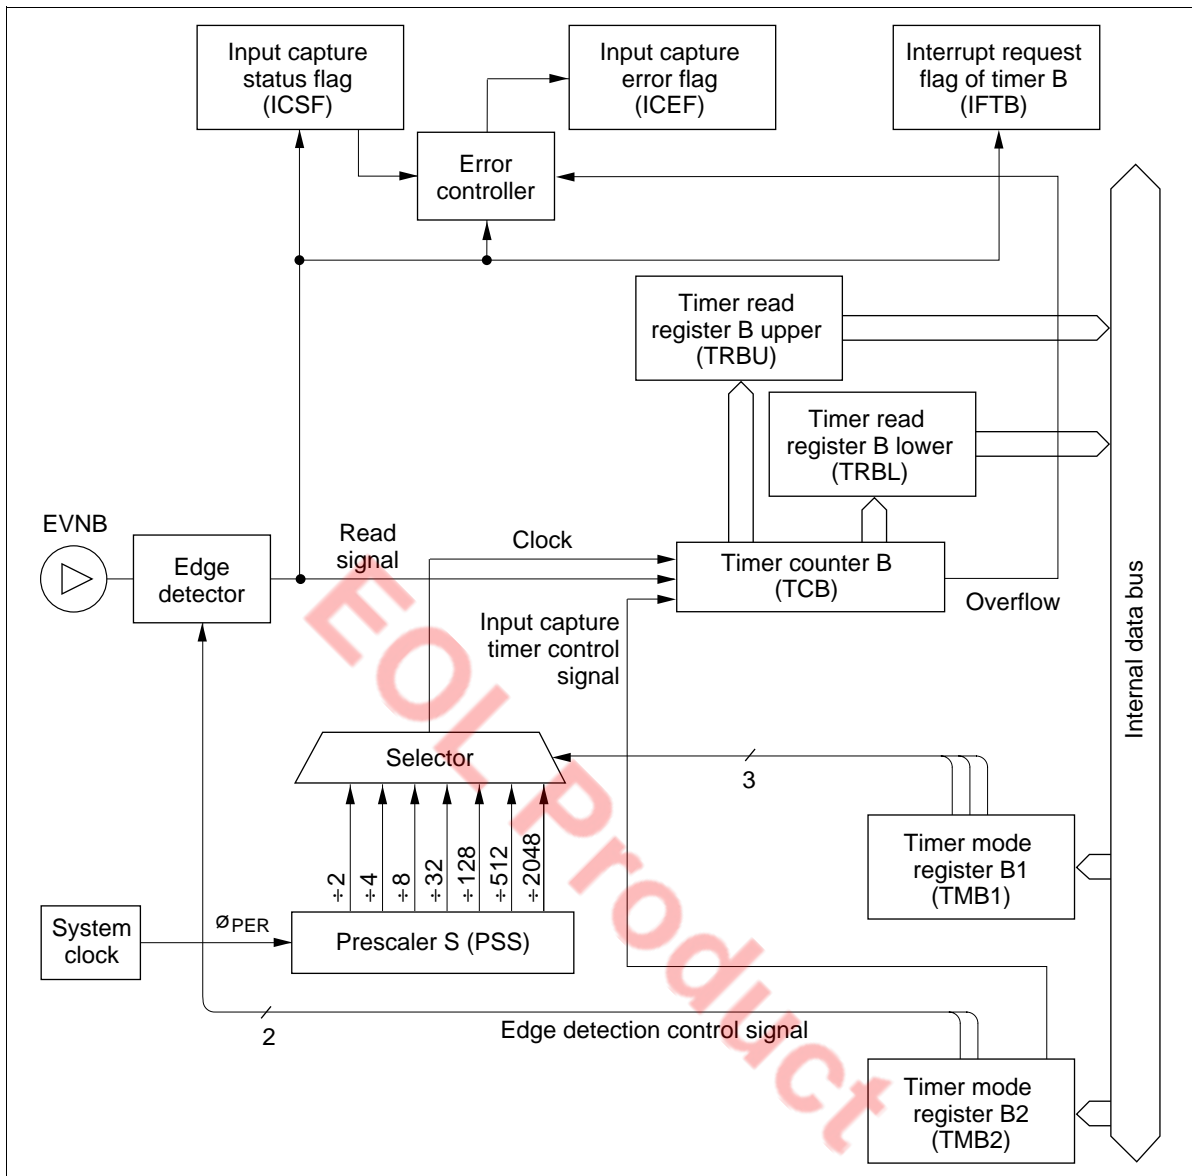 Input capture
status flag
(ICSF)
Input capture
error flag
(ICEF)
Interrupt request
flag of timer B
(IFTB)
Error
controller
Timer read
register B upper
(TRBU)
Timer read
register B lower
(TRBL)
EVNB
Edge
detector
Read
signal
Clock
Timer counter B
(TCB)
Overflow
Input capture
timer control
signal
Internal data bus
Selector
3
÷2
÷4
÷8
÷32
÷128
÷512
÷2048
Timer mode
register B1
(TMB1)
System
clock
øPER
Prescaler S (PSS)
2
Edge detection control signal
Timer mode
register B2
(TMB2)
EOL Product